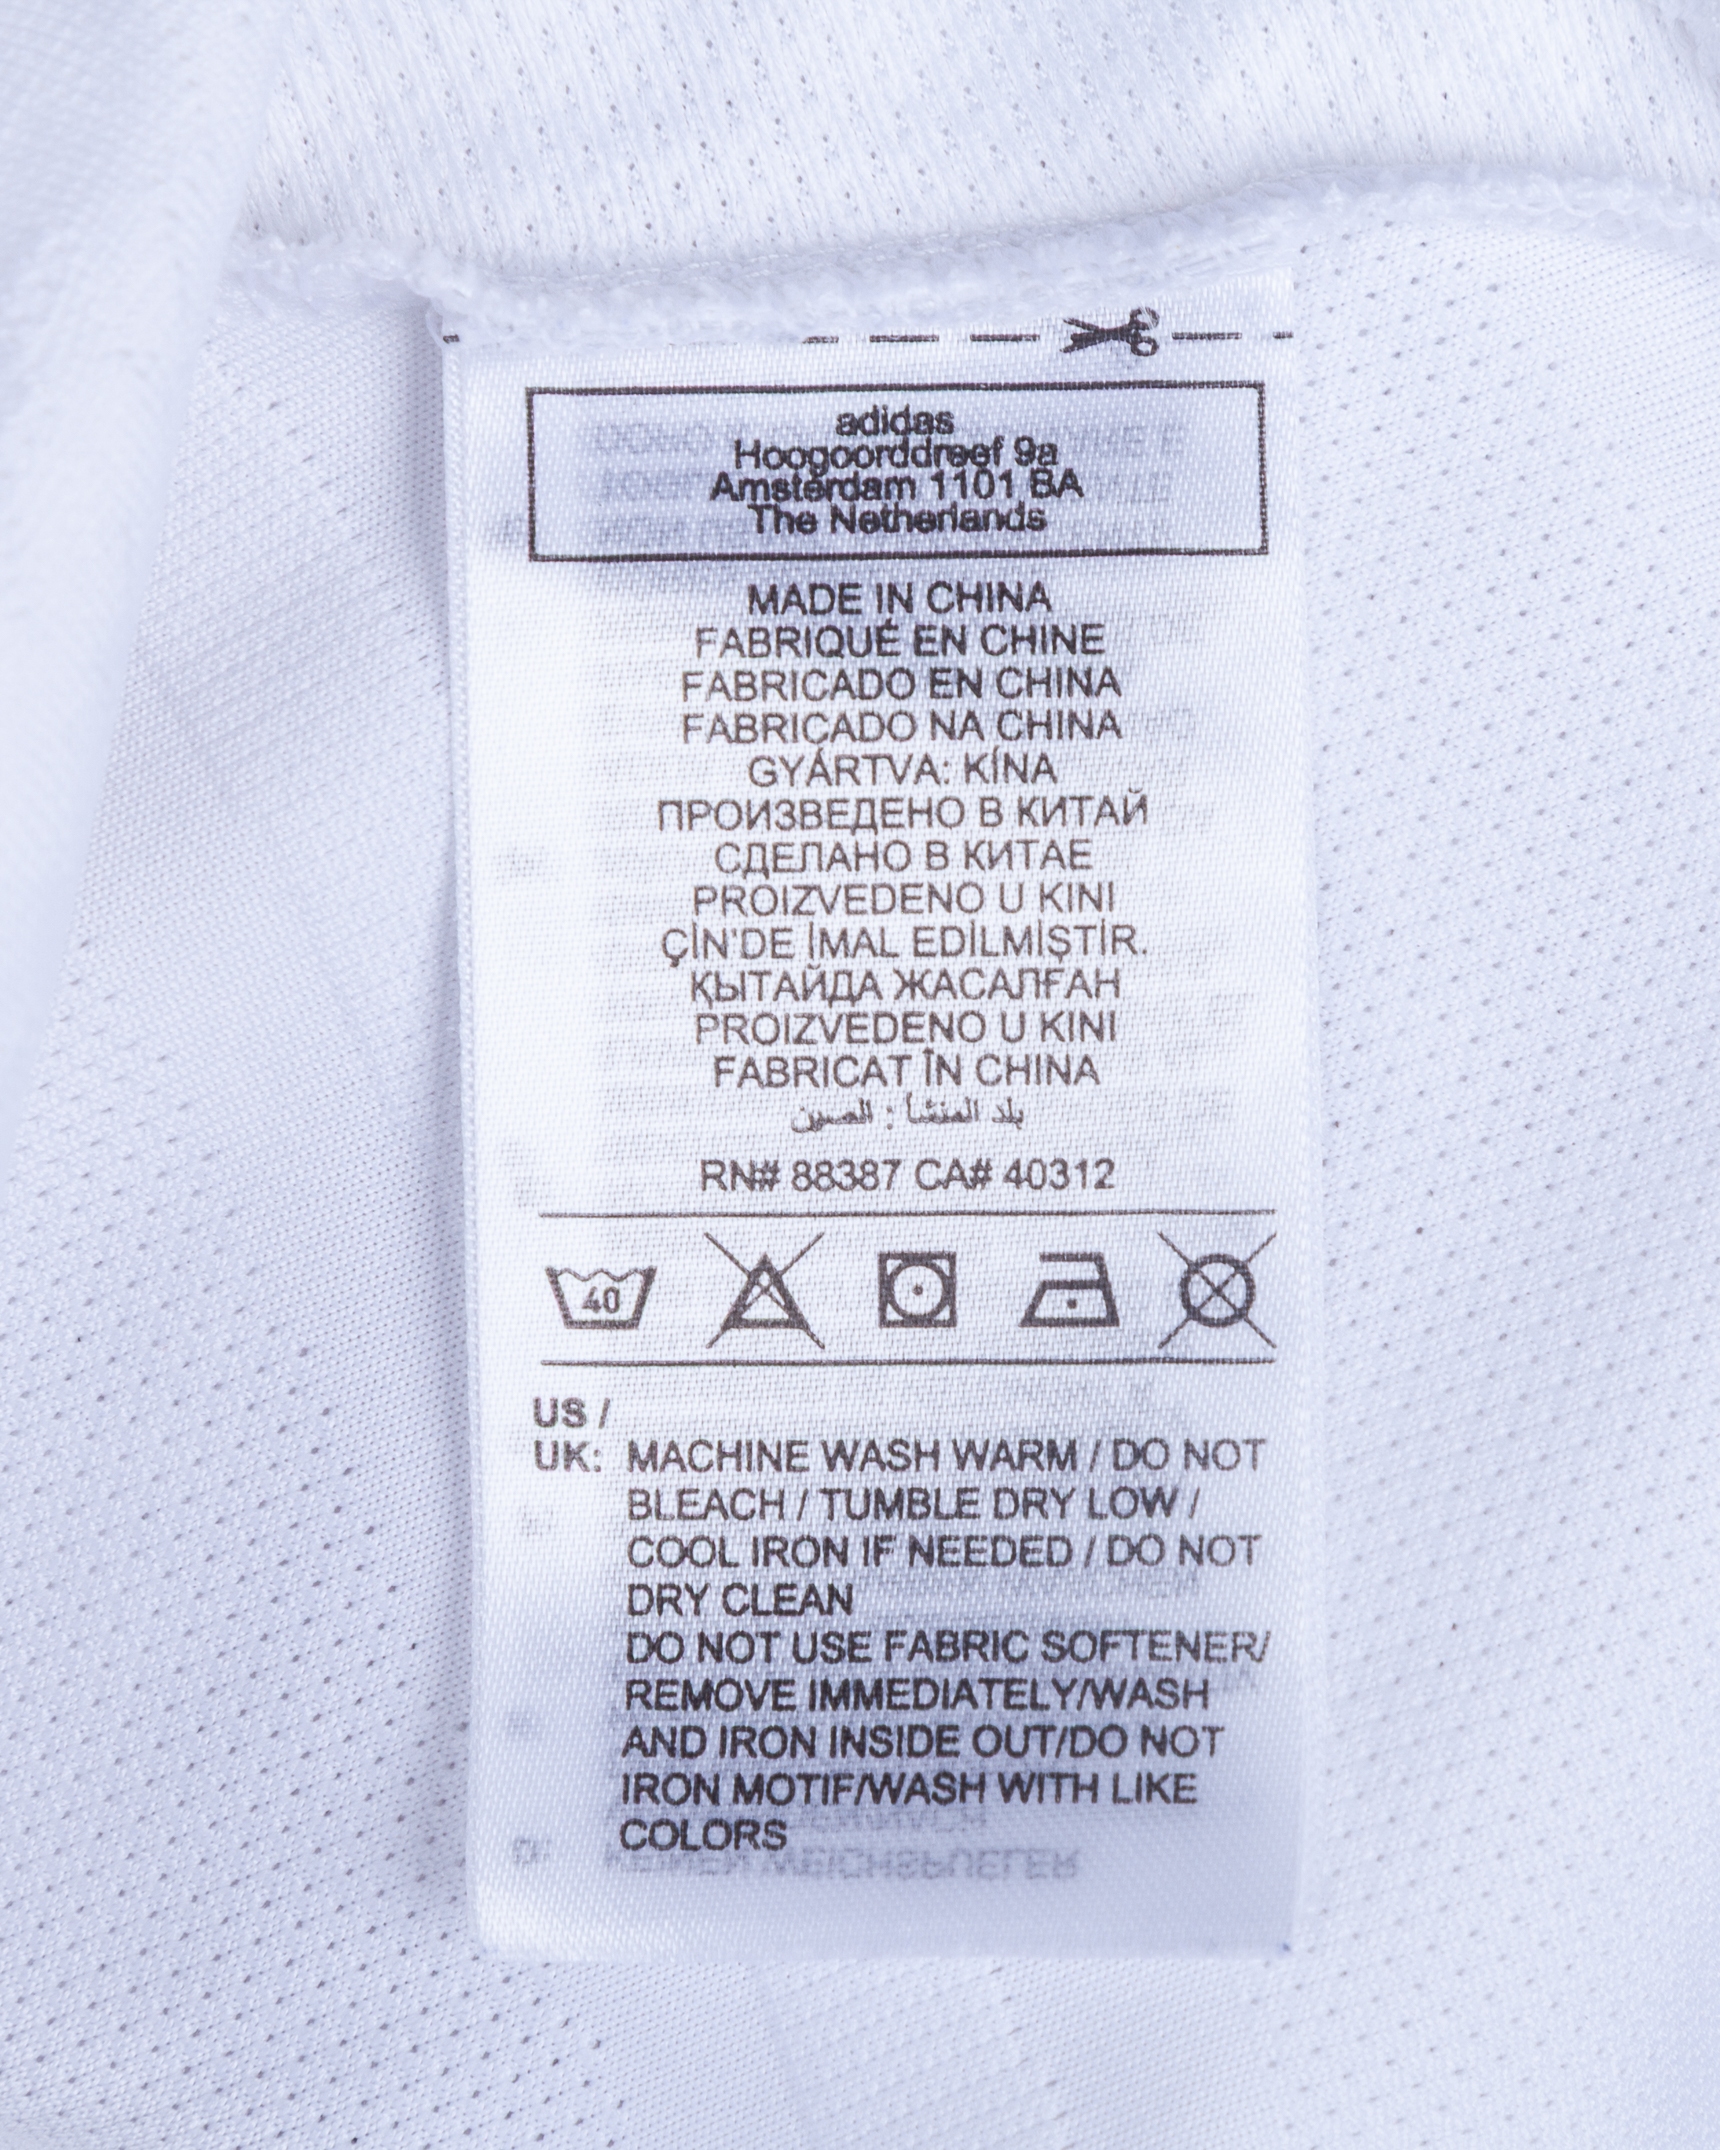 adidas
Hoogoorddreef 9a
Amsterdam 1101 BA
The Netherlands
MADE IN CHINA
FABRIQUÉ EN CHINE
FABRICADO EN CHINA
FABRICADO NA CHINA
GYÁRTVA: KÍNA
ПРОИЗВЕДЕНО В КИТАЙ
СДЕЛАНО В КИТАЕ
PROIZVEDENO U KINI
ÇİN'DE İMAL EDİLMİŞTİR.
ҚЫТАЙДА ЖАСАЛҒАН
PROIZVEDENO U KINI
FABRICAT ÎN CHINA
بلد المنشأ : الصين
RN# 88387 CA# 40312
40
US /
UK: MACHINE WASH WARM / DO NOT
BLEACH / TUMBLE DRY LOW /
COOL IRON IF NEEDED / DO NOT
DRY CLEAN
DO NOT USE FABRIC SOFTENER/
REMOVE IMMEDIATELY/WASH
AND IRON INSIDE OUT/DO NOT
IRON MOTIF/WASH WITH LIKE
COLORS